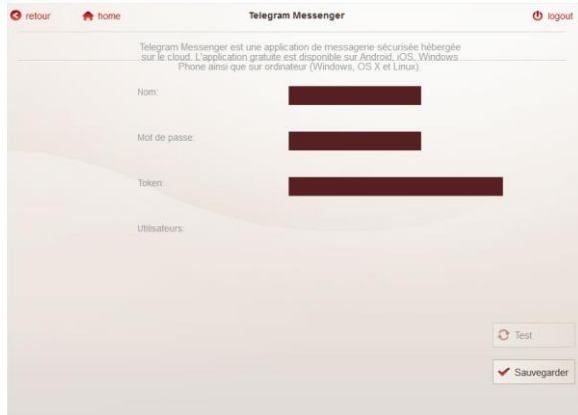 retour home Telegram Messenger logout
Telegram Messenger est une application de messagerie sécurisée hébergée
sur le cloud. L'application gratuite est disponible sur Android, iOS, Windows
Phone ainsi que sur ordinateur (Windows, OS X et Linux).
Nom:
Mot de passe:
Token:
Utilisateurs:
Test
Sauvegarder